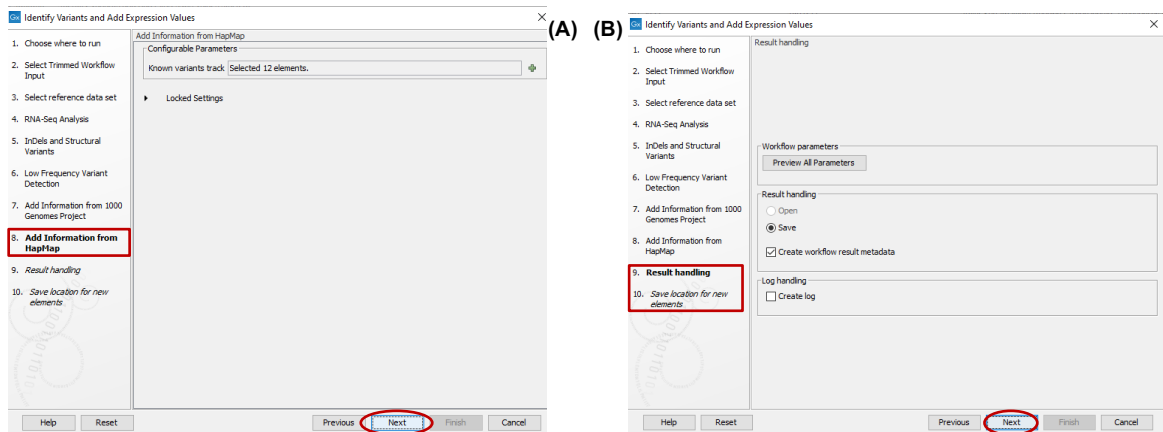 Gx Identify Variants and Add Expression Values
1. Choose where to run
2. Select Trimmed Workflow
Input
3. Select reference data set
4. RNA-Seq Analysis
5. InDels and Structural
Variants
6. Low Frequency Variant
Detection
7. Add Information from 1000
Genomes Project
8. Add Information from
HapMap
9. Result handling
10. Save location for new
elements
Add Information from HapMap
Configurable Parameters
Known variants track Selected 12 elements.
Locked Settings
Help Reset Previous Next Finish Cancel
(A) (B)
Gx Identify Variants and Add Expression Values
1. Choose where to run
2. Select Trimmed Workflow
Input
3. Select reference data set
4. RNA-Seq Analysis
5. InDels and Structural
Variants
6. Low Frequency Variant
Detection
7. Add Information from 1000
Genomes Project
8. Add Information from
HapMap
9. Result handling
10. Save location for new
elements
Result handling
Workflow parameters
Preview All Parameters
Result handling
Open
Save
Create workflow result metadata
Log handling
Create log
Help Reset Previous Next Finish Cancel